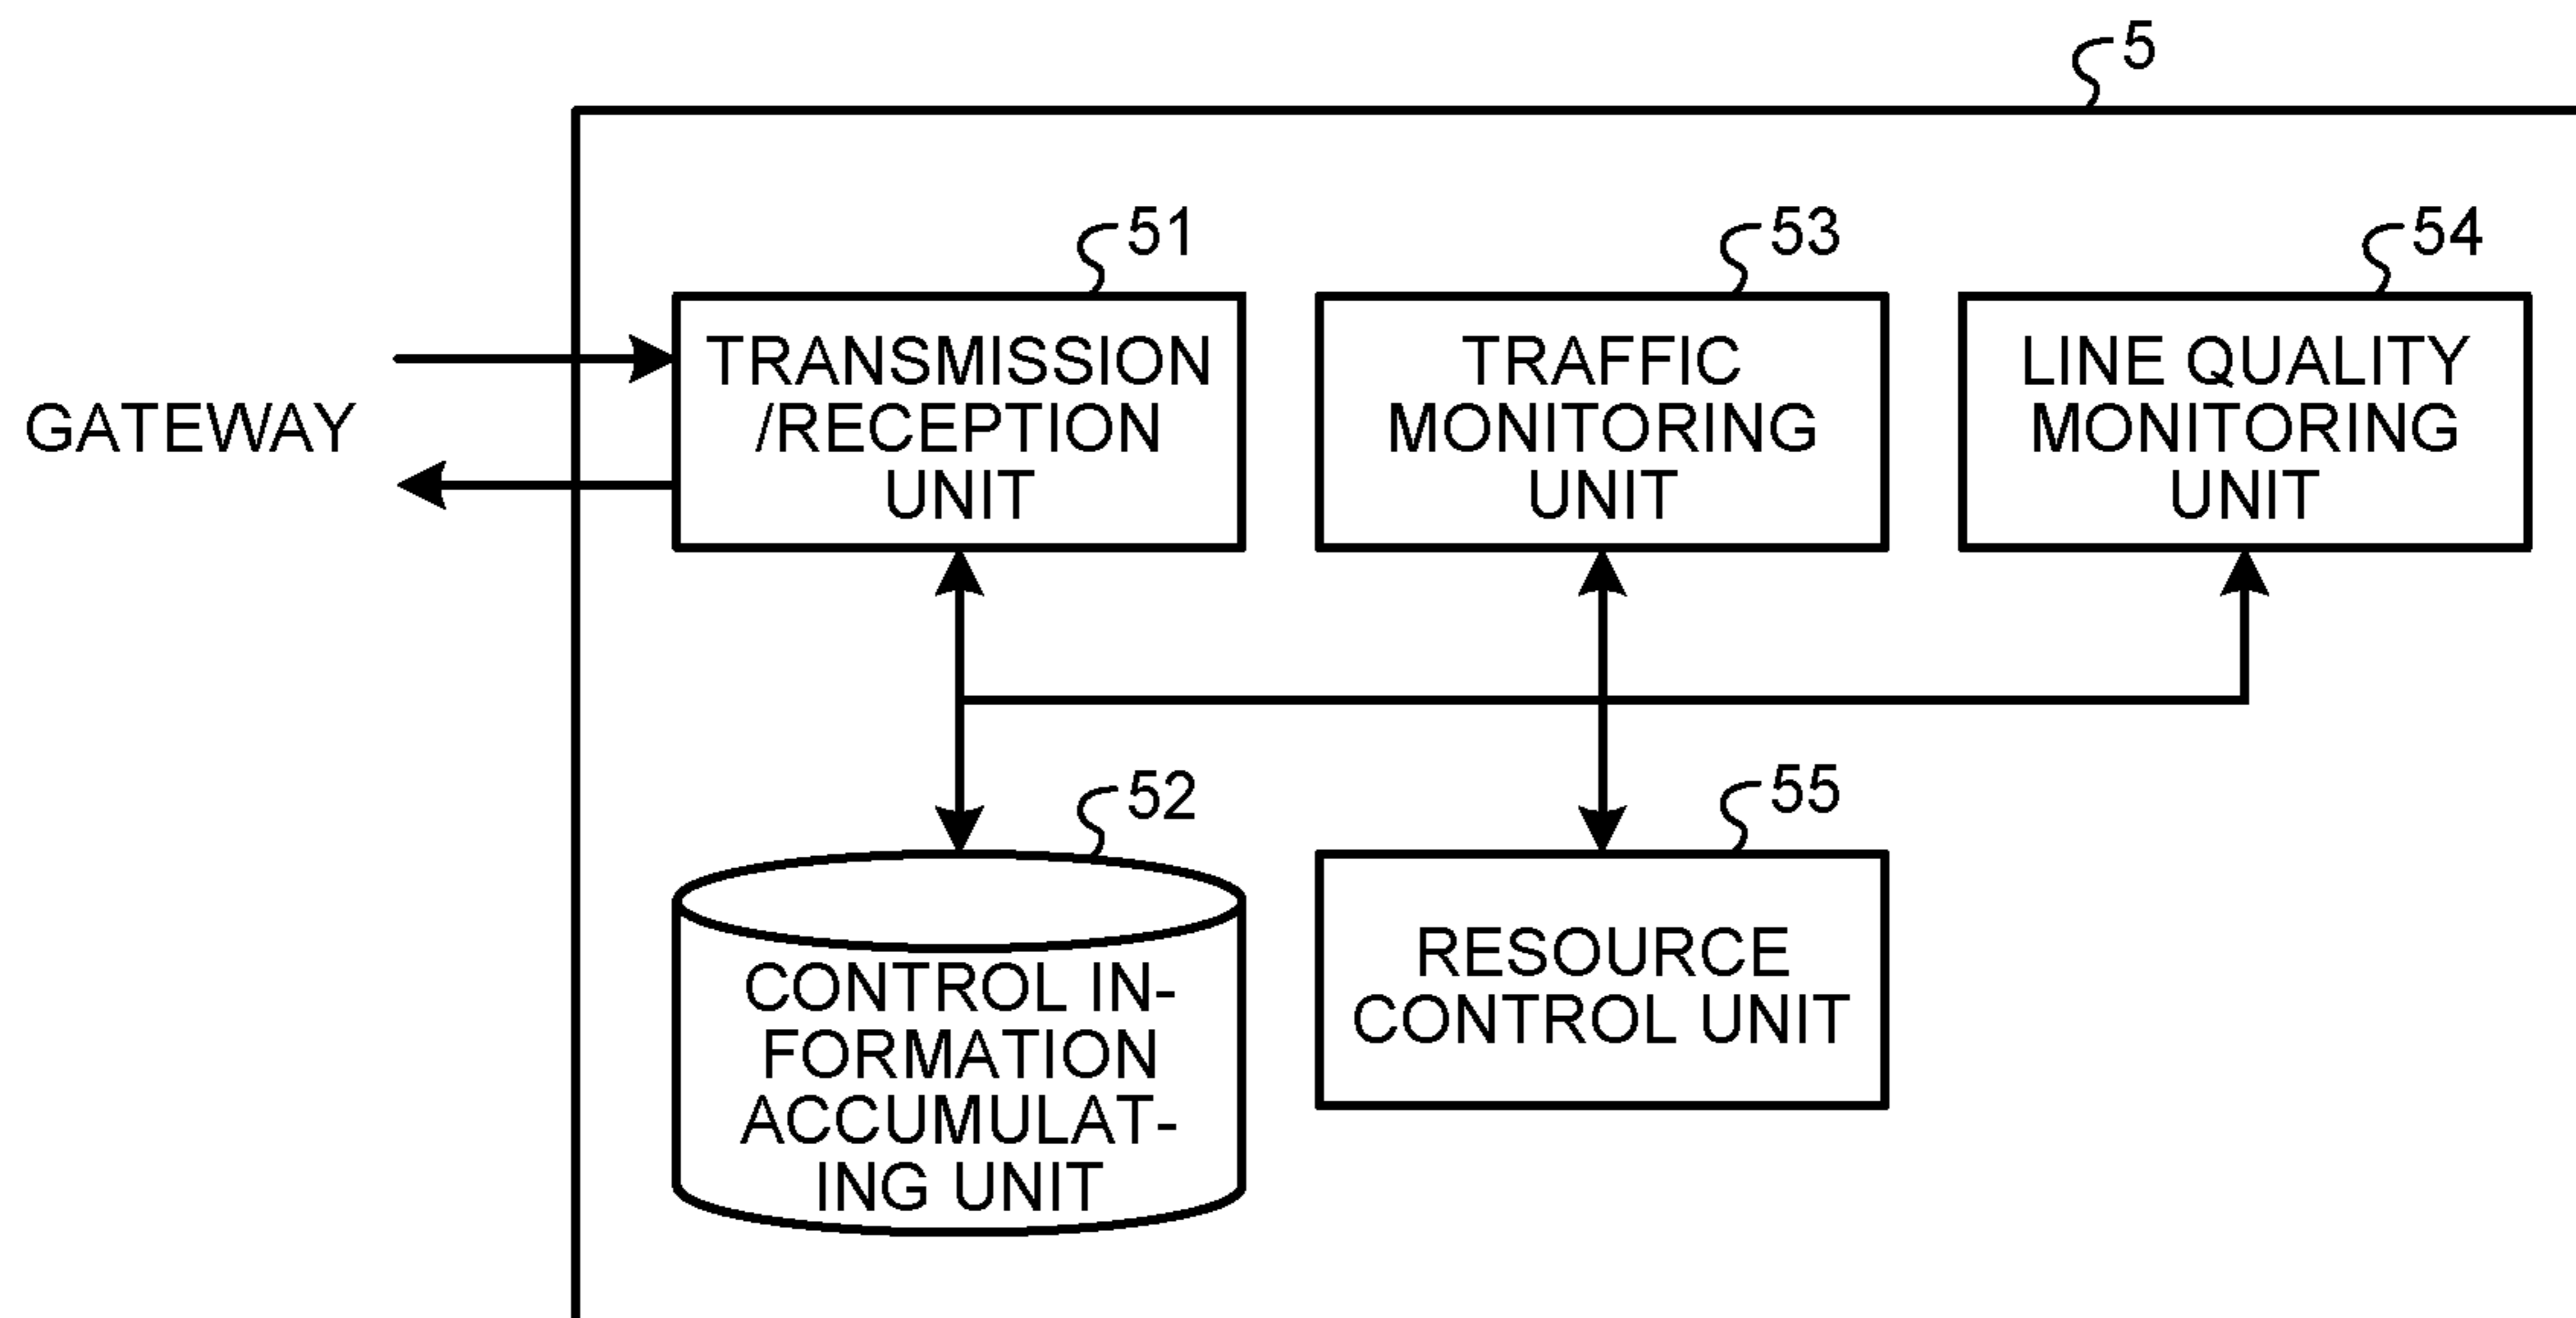 5
51
53
54
GATEWAY
TRANSMISSION
/RECEPTION
UNIT
TRAFFIC
MONITORING
UNIT
LINE QUALITY
MONITORING
UNIT
52
55
CONTROL IN-
FORMATION
ACCUMULAT-
ING UNIT
RESOURCE
CONTROL UNIT